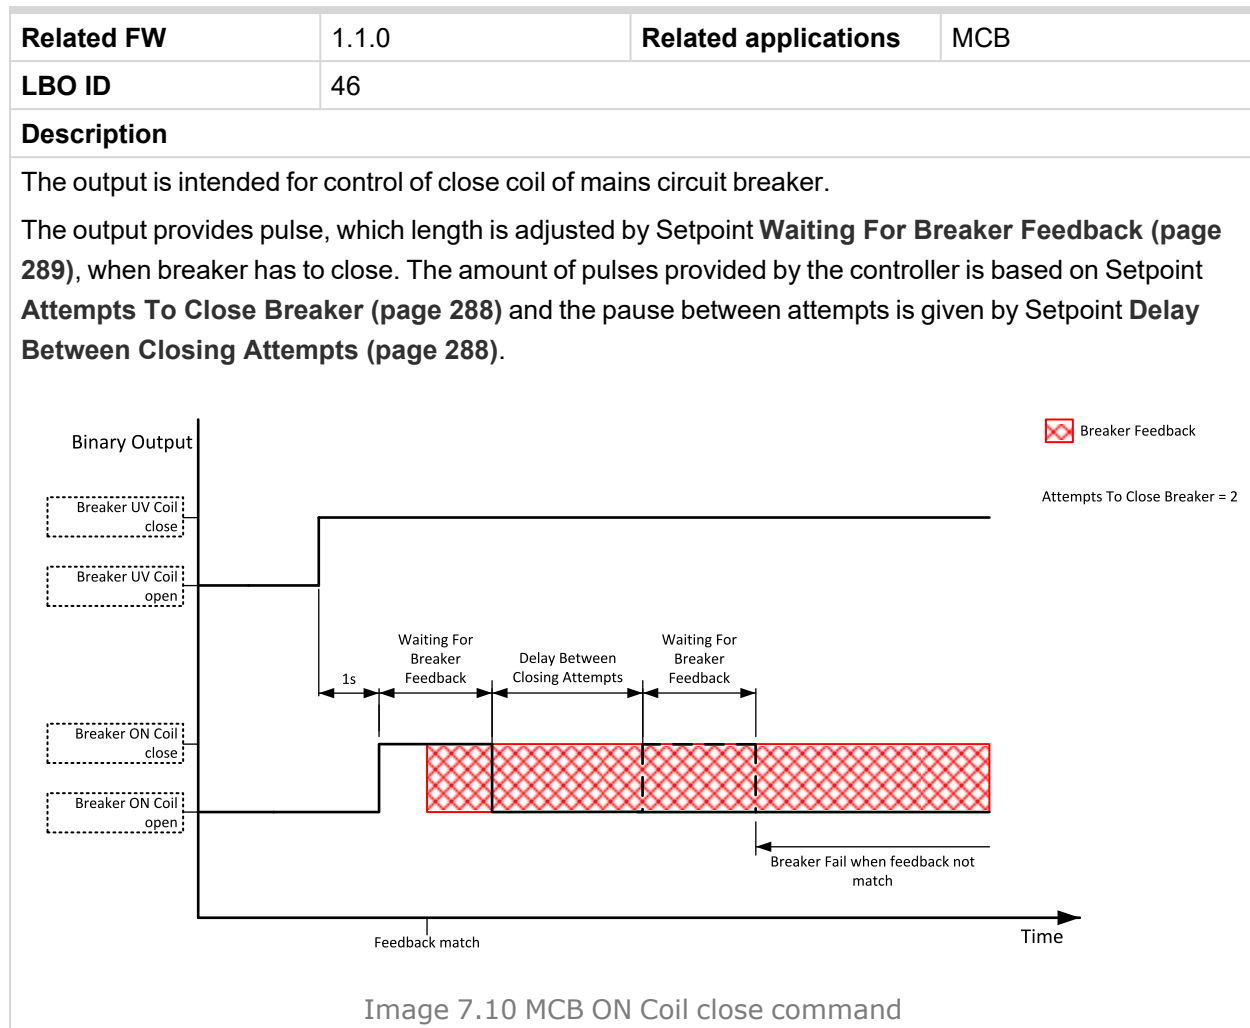 Related FW 1.1.0 Related applications MCB
LBO ID 46
Description
The output is intended for control of close coil of mains circuit breaker.
The output provides pulse, which length is adjusted by Setpoint Waiting For Breaker Feedback (page
289), when breaker has to close. The amount of pulses provided by the controller is based on Setpoint
Attempts To Close Breaker (page 288) and the pause between attempts is given by Setpoint Delay
Between Closing Attempts (page 288).
Binary Output
Breaker Feedback
Attempts To Close Breaker = 2
Breaker UV Coil
close
Breaker UV Coil
open
1s
Waiting For
Breaker
Feedback
Delay Between
Closing Attempts
Waiting For
Breaker
Feedback
Breaker ON Coil
close
Breaker ON Coil
open
Breaker Fail when feedback not
match
Feedback match
Time
Image 7.10 MCB ON Coil close command